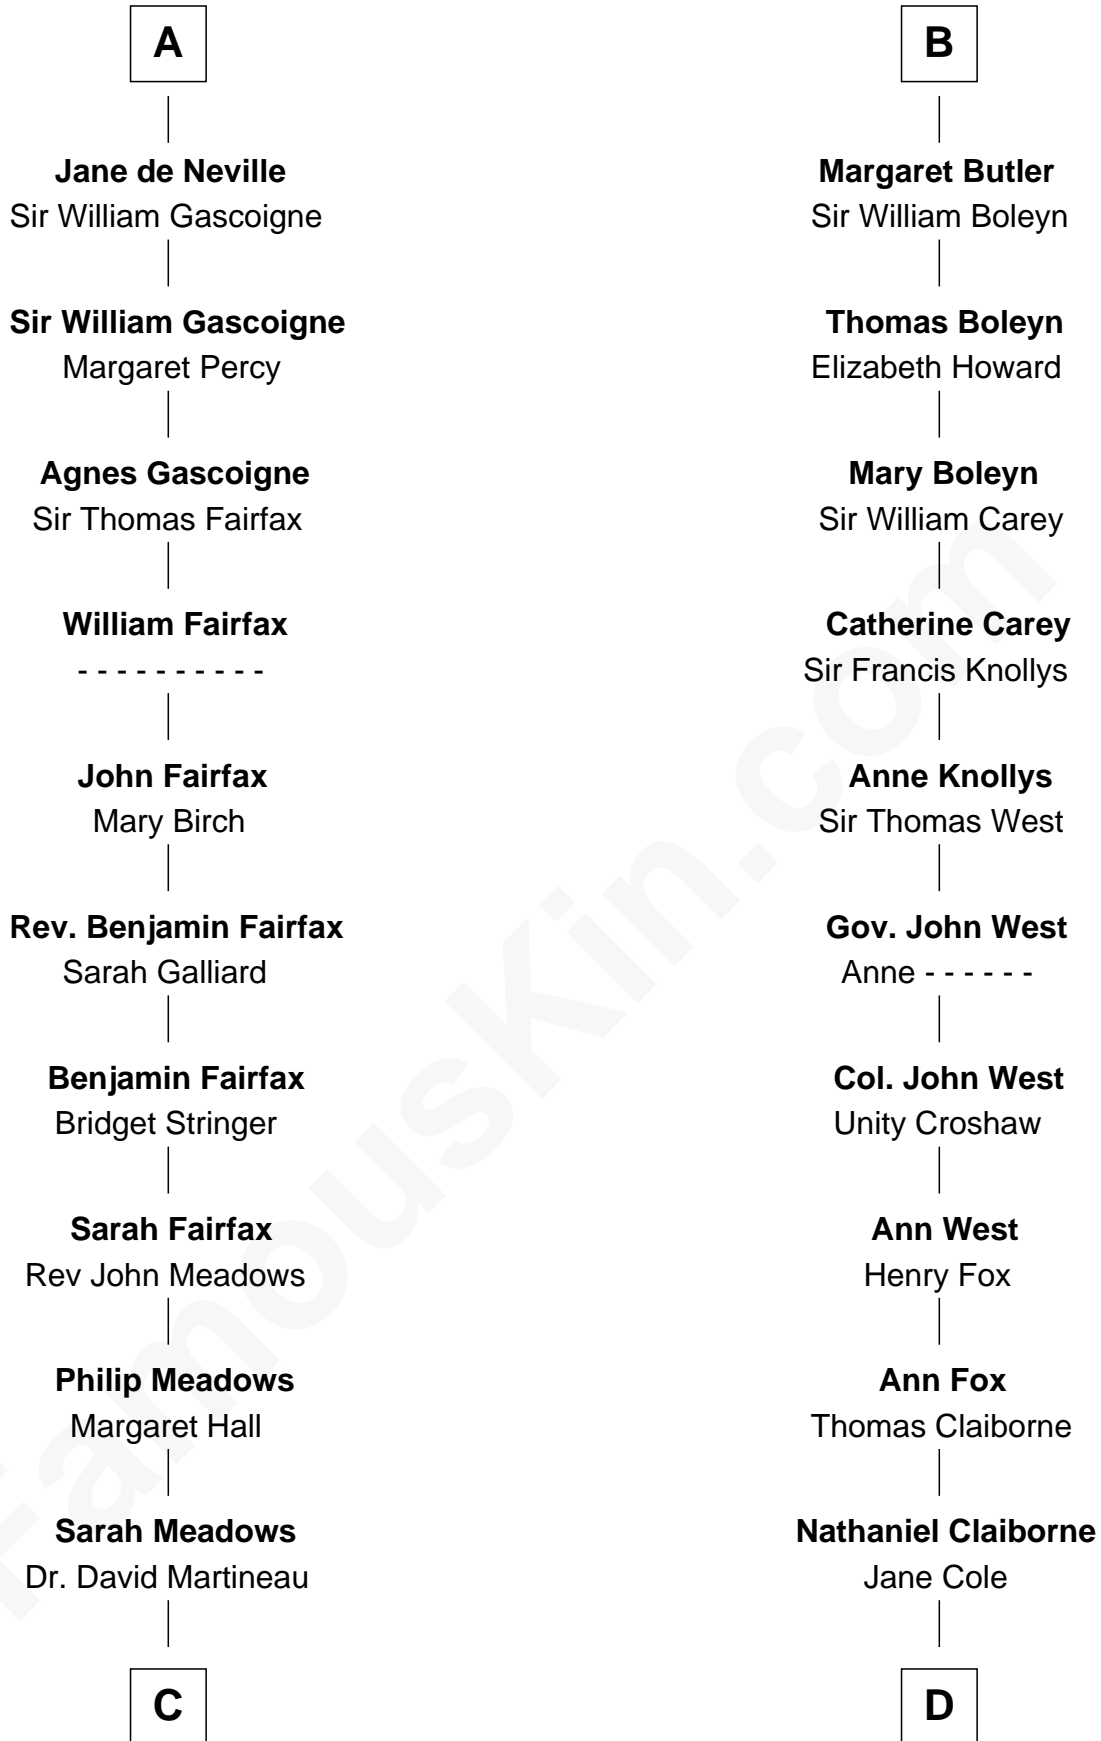 A
Jane de Neville
Sir William Gascoigne
Sir William Gascoigne
Margaret Percy
Agnes Gascoigne
Sir Thomas Fairfax
William Fairfax
- - - - - - - - - -
John Fairfax
Mary Birch
Rev. Benjamin Fairfax
Sarah Galliard
Benjamin Fairfax
Bridget Stringer
Sarah Fairfax
Rev John Meadows
Philip Meadows
Margaret Hall
Sarah Meadows
Dr. David Martineau
C
B
Margaret Butler
Sir William Boleyn
Thomas Boleyn
Elizabeth Howard
Mary Boleyn
Sir William Carey
Catherine Carey
Sir Francis Knollys
Anne Knollys
Sir Thomas West
Gov. John West
Anne - - - - - -
Col. John West
Unity Croshaw
Ann West
Henry Fox
Ann Fox
Thomas Claiborne
Nathaniel Claiborne
Jane Cole
D
FamousKin.com